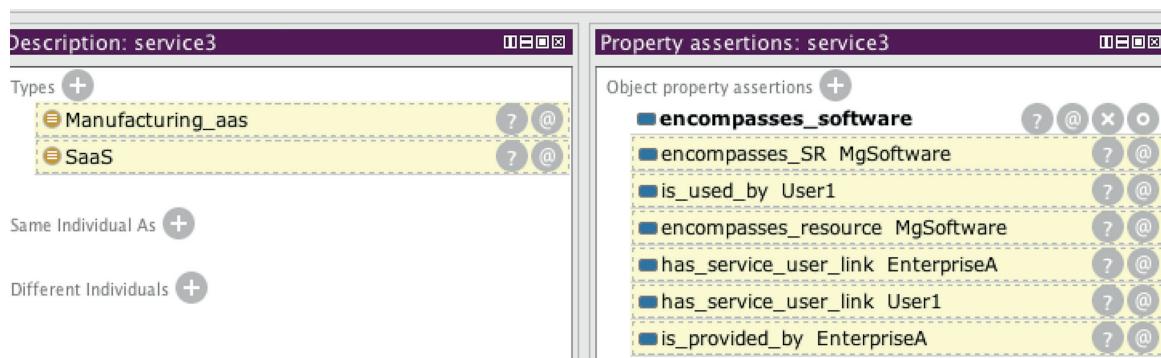 Description: service3
Types
Manufacturing_aas
SaaS
Same Individual As
Different Individuals
Property assertions: service3
Object property assertions
encompasses_software
encompasses_SR MgSoftware
is_used_by User1
encompasses_resource MgSoftware
has_service_user_link EnterpriseA
has_service_user_link User1
is_provided_by EnterpriseA